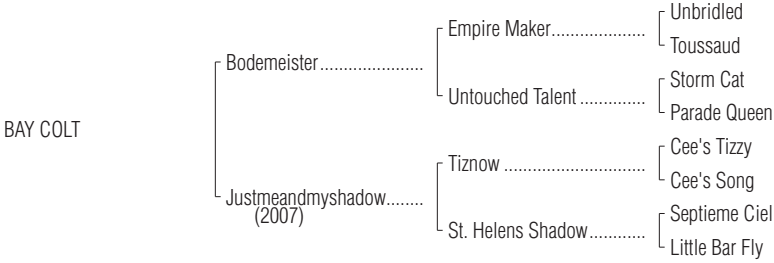 Unbridled
Empire Maker.....................
Toussaud
Bodemeister......................
Storm Cat
Untouched Talent ..............
Parade Queen
BAY COLT
Cee's Tizzy
Tiznow ..............................
Cee's Song
Justmeandmyshadow........
(2007)
Septieme Ciel
St. Helens Shadow............
Little Bar Fly